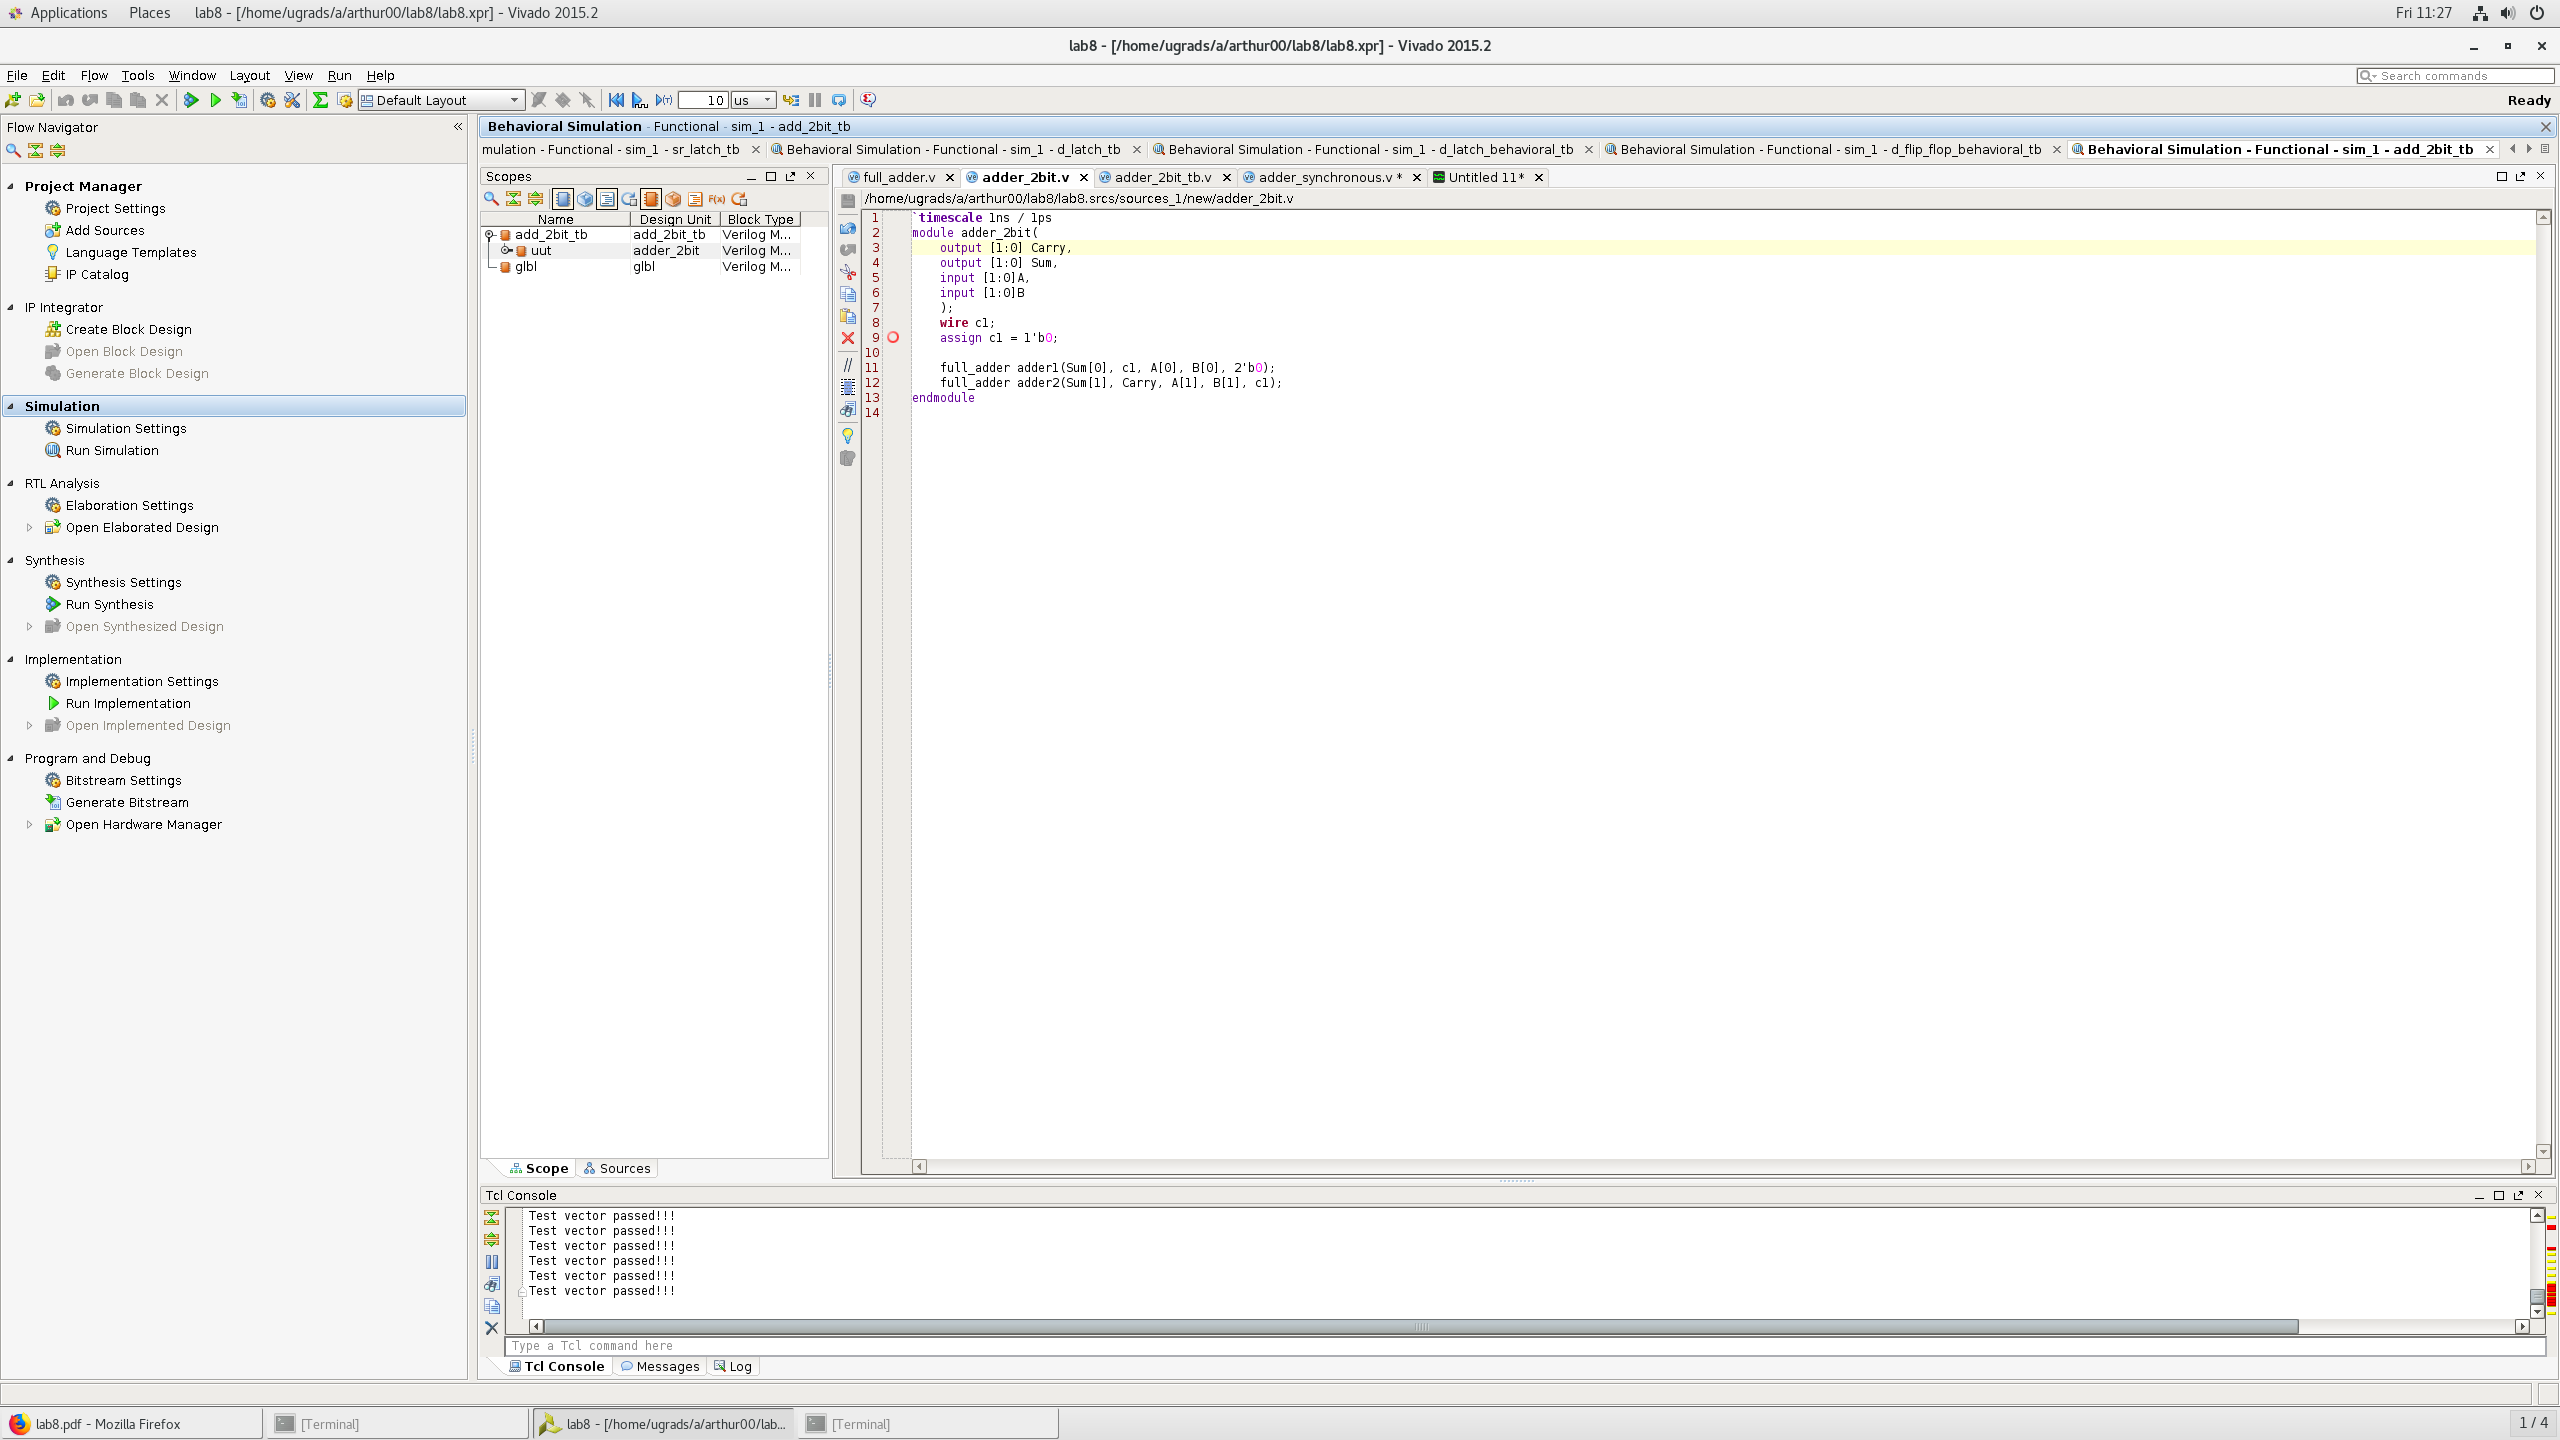 Applications Places lab8 - [/home/ugrads/a/arthur00/lab8/lab8.xpr] - Vivado 2015.2 Fri 11:27
lab8 - [/home/ugrads/a/arthur00/lab8/lab8.xpr] - Vivado 2015.2
File Edit Flow Tools Window Layout View Run Help Search commands
Default Layout 10 us Ready
Flow Navigator
Project Manager
Project Settings
Add Sources
Language Templates
IP Catalog
IP Integrator
Create Block Design
Open Block Design
Generate Block Design
Simulation
Simulation Settings
Run Simulation
RTL Analysis
Elaboration Settings
Open Elaborated Design
Synthesis
Synthesis Settings
Run Synthesis
Open Synthesized Design
Implementation
Implementation Settings
Run Implementation
Open Implemented Design
Program and Debug
Bitstream Settings
Generate Bitstream
Open Hardware Manager
Behavioral Simulation - Functional - sim_1 - add_2bit_tb
mulation - Functional - sim_1 - sr_latch_tb Behavioral Simulation - Functional - sim_1 - d_latch_tb Behavioral Simulation - Functional - sim_1 - d_latch_behavioral_tb Behavioral Simulation - Functional - sim_1 - d_flip_flop_behavioral_tb Behavioral Simulation - Functional - sim_1 - add_2bit_tb
Scopes
Name Design Unit Block Type
add_2bit_tb add_2bit_tb Verilog M...
uut adder_2bit Verilog M...
glbl glbl Verilog M...
Scope Sources
full_adder.v adder_2bit.v adder_2bit_tb.v adder_synchronous.v * Untitled 11*
/home/ugrads/a/arthur00/lab8/lab8.srcs/sources_1/new/adder_2bit.v
1 `timescale 1ns / 1ps
2 module adder_2bit(
3 output [1:0] Carry,
4 output [1:0] Sum,
5 input [1:0]A,
6 input [1:0]B
7 );
8 wire c1;
9 assign c1 = 1'b0;
10
11 full_adder adder1(Sum[0], c1, A[0], B[0], 2'b0);
12 full_adder adder2(Sum[1], Carry, A[1], B[1], c1);
13 endmodule
14
Tcl Console
Test vector passed!!!
Test vector passed!!!
Test vector passed!!!
Test vector passed!!!
Test vector passed!!!
Test vector passed!!!
Type a Tcl command here
Tcl Console Messages Log
lab8.pdf - Mozilla Firefox [Terminal] lab8 - [/home/ugrads/a/arthur00/lab... [Terminal] 1 / 4